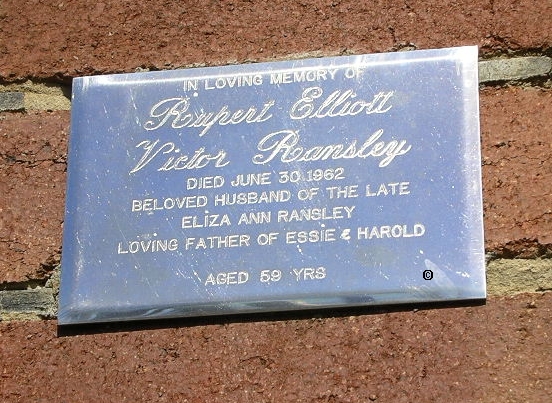 IN LOVING MEMORY OF
Rupert Elliott
Victor Ransley
DIED JUNE 30 1962
BELOVED HUSBAND OF THE LATE
ELIZA ANN RANSLEY
LOVING FATHER OF ESSIE & HAROLD
AGED 59 YRS
©